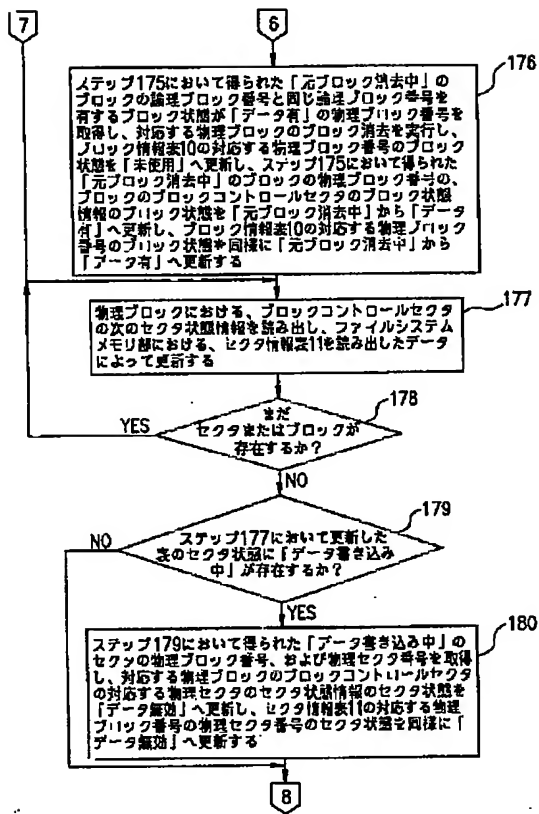 7
6
176
ステップ175において得られた「元ブロック消去中」の
ブロックの論理ブロック番号と同じ論理ブロック番号を
有するブロック状態が「データ有」の物理ブロック番号を
取得し、対応する物理ブロックのブロック消去を実行し、
ブロック情報表10の対応する物理ブロック番号のブロック
状態を「未使用」へ更新し、ステップ175において得られた
「元ブロック消去中」のブロックの物理ブロック番号の、
ブロックのブロックコントロールセクタのブロック状態
情報のブロック状態を「元ブロック消去中」から「データ
有」へ更新し、ブロック情報表10の対応する物理ブロック
番号のブロック状態を同様に「元ブロック消去中」から
「データ有」へ更新する
177
物理ブロックにおける、ブロックコントロールセクタ
の次のセクタ状態情報を読み出し、ファイルシステム
メモリ部における、セクタ情報表11を読み出したデータ
によって更新する
178
YES
まだ
セクタまたはブロックが
存在するか？
NO
179
NO
ステップ177において更新した
表のセクタ状態に「データ書き込み
中」が存在するか？
YES
180
ステップ179において得られた「データ書き込み中」の
セクタの物理ブロック番号、および物理セクタ番号を取得
し、対応する物理ブロックのブロックコントロールセクタ
の対応する物理セクタのセクタ状態情報のセクタ状態を
「データ無効」へ更新し、セクタ情報表11の対応する物理
ブロック番号の物理セクタ番号のセクタ状態を同様に「
データ無効」へ更新する
8